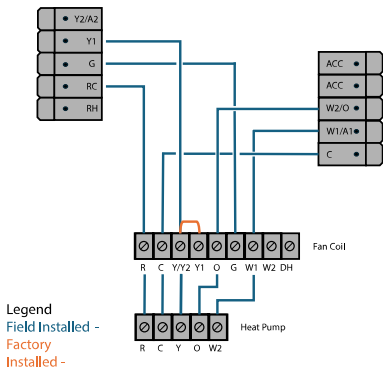 Y2/A2
Y1
G
RC
RH
ACC
ACC
W2/O
W1/A1
C
Fan Coil
R C Y/Y2 Y1 O G W1 W2 DH
Heat Pump
R C Y O W2
Legend
Field Installed -
Factory
Installed -